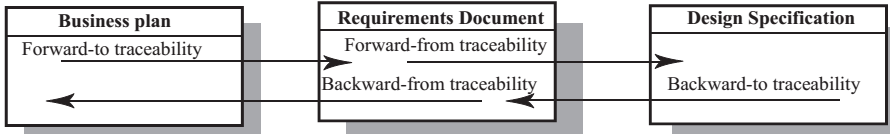 Business plan
Forward-to traceability
Requirements Document
Forward-from traceability
Backward-from traceability
Design Specification
Backward-to traceability